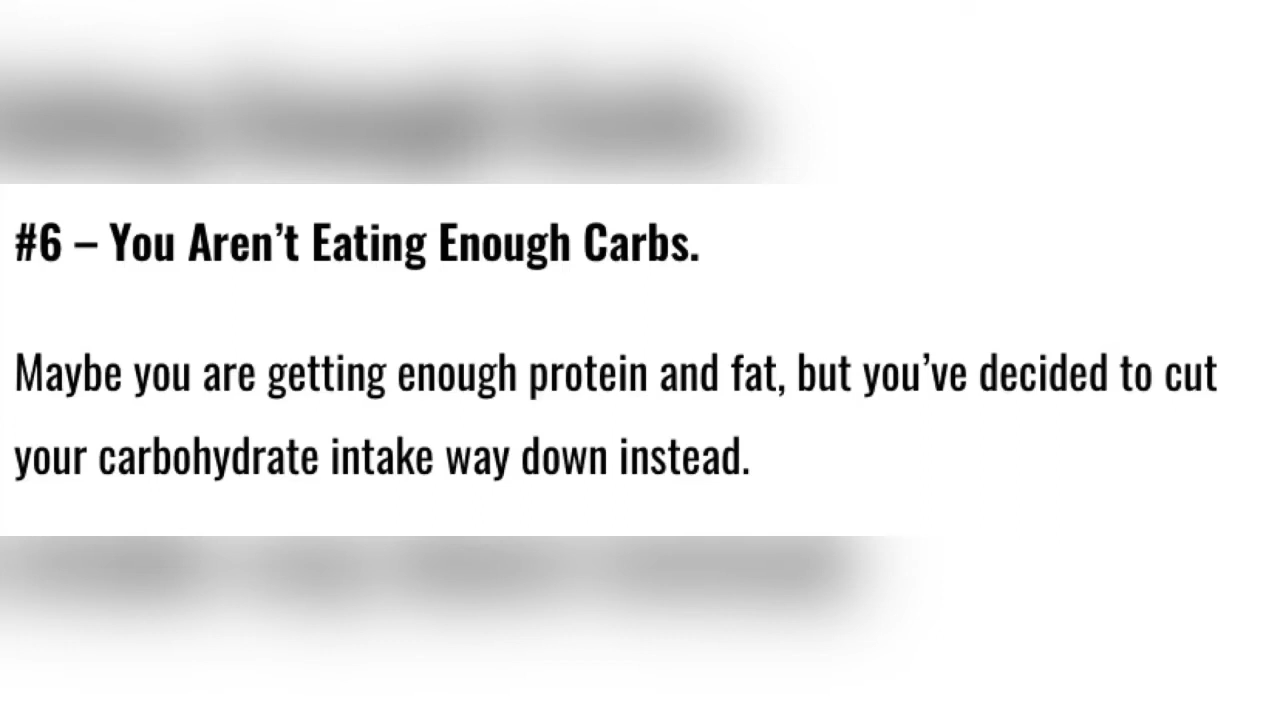 #6 – You Aren’t Eating Enough Carbs.
Maybe you are getting enough protein and fat, but you’ve decided to cut
your carbohydrate intake way down instead.